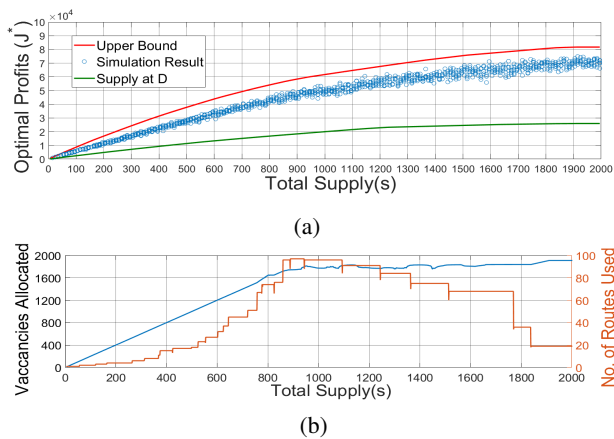 ×10⁴
Optimal Profits (J*)
10
9
8
7
6
5
4
3
2
1
0
Upper Bound
Simulation Result
Supply at D
0 100 200 300 400 500 600 700 800 900 1000 1100 1200 1300 1400 1500 1600 1700 1800 1900 2000
Total Supply(s)
(a)
Vaccancies Allocated
2000
1600
1200
800
400
0
No. of Routes Used
100
80
60
40
20
0
0 200 400 600 800 1000 1200 1400 1600 1800 2000
Total Supply(s)
(b)